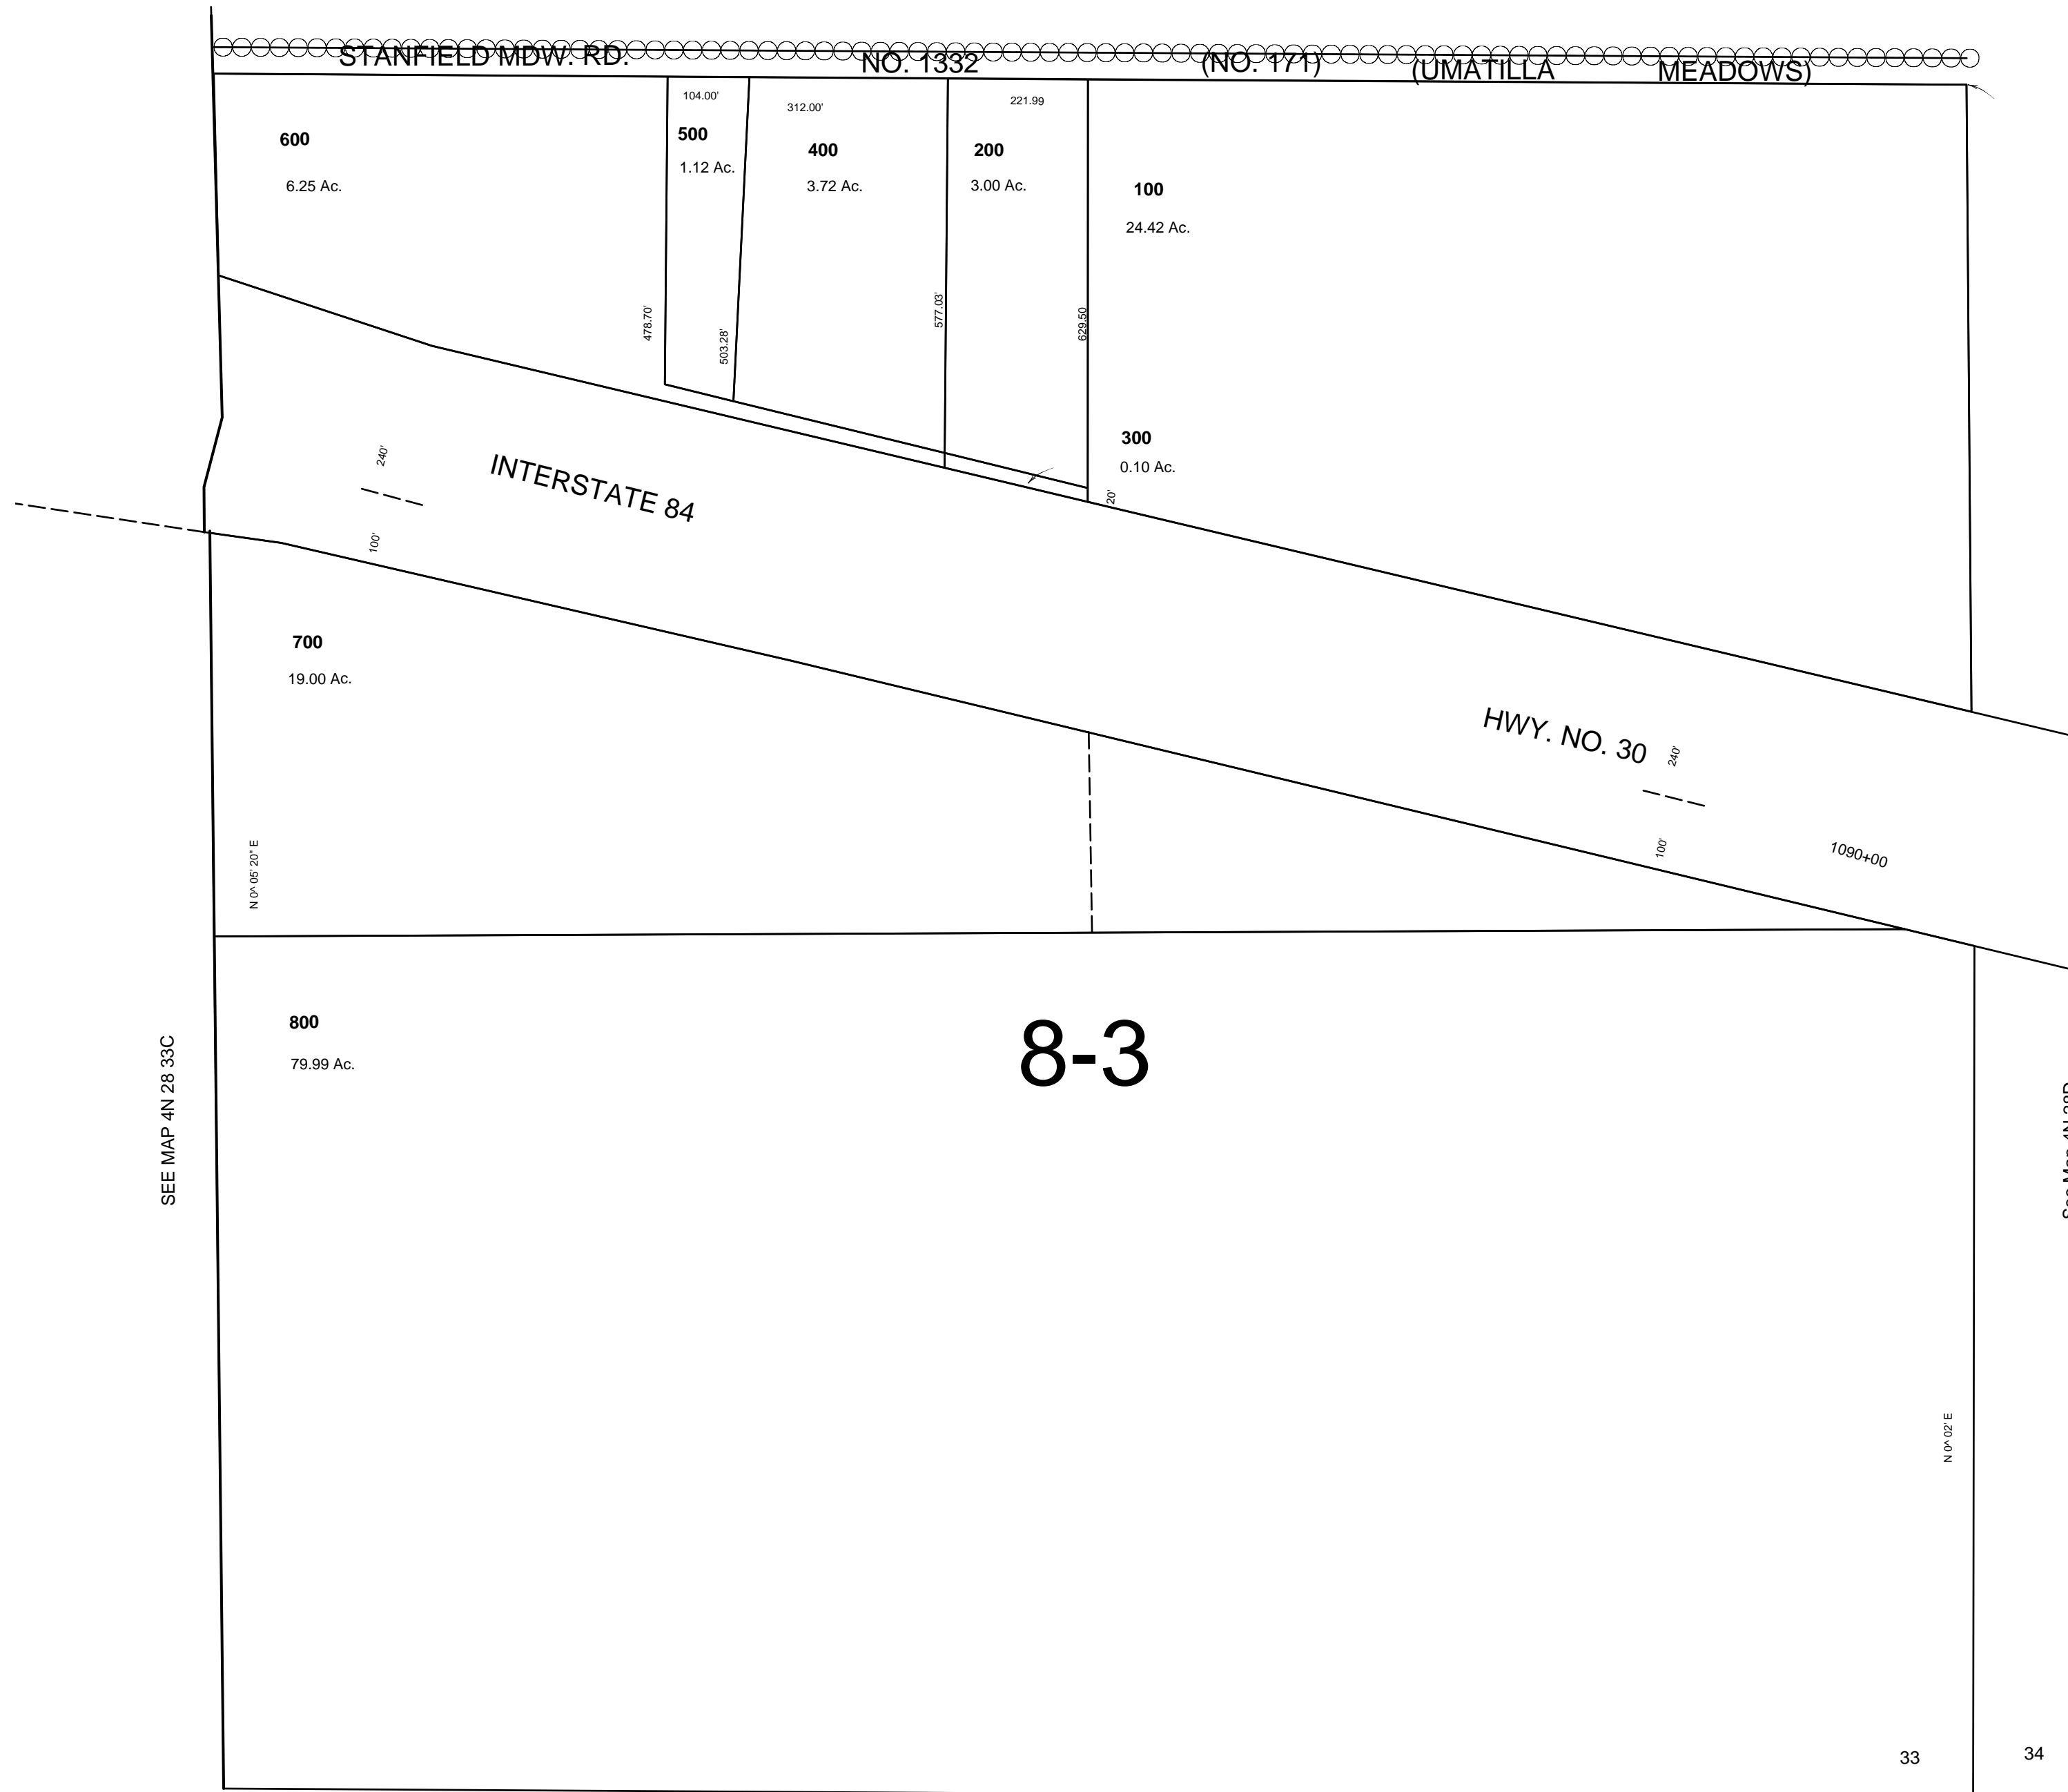 STANFIELD MDW. RD. NO. 1332 (NO. 171) (UMATILLA MEADOWS)
104.00'
312.00'
221.99
600
6.25 Ac.
500
1.12 Ac.
400
3.72 Ac.
200
3.00 Ac.
100
24.42 Ac.
478.70'
503.28'
577.03'
629.50
300
0.10 Ac.
20'
240'
100'
INTERSTATE 84
700
19.00 Ac.
HWY. NO. 30
240'
100'
1090+00
N 0^ 05' 20" E
800
79.99 Ac.
8-3
SEE MAP 4N 28 33C
See Map 4N 28D
N 0^ 02' E
33
34